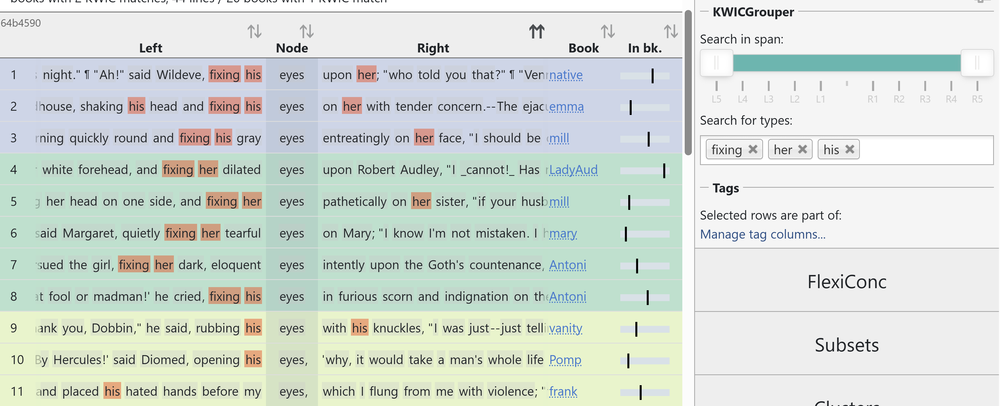 books with 2 KWIC matches, 44 lines / 20 books with 1 KWIC match
64b4590
Left Node Right Book In bk.
1 night." ¶ "Ah!" said Wildeve, fixing his eyes upon her; "who told you that?" ¶ native
2 shaking his head and fixing his eyes on her with tender concern.--The emma
3 quickly round and fixing his gray eyes entreatingly on her face, "I should be mill
4 white forehead, and fixing her dilated eyes upon Robert Audley, "I _cannot!_ Has LadyAud
5 her head on one side, and fixing her eyes pathetically on her sister, "if your mill
6 said Margaret, quietly fixing her tearful eyes on Mary; "I know I'm not mistaken. I mary
7 the girl, fixing her dark, eloquent eyes intently upon the Goth's countenance, Antoni
8 fool or madman!' he cried, fixing his eyes in furious scorn and indignation on Antoni
9 you, Dobbin," he said, rubbing his eyes with his knuckles, "I was just--just vanity
10 By Hercules!' said Diomed, opening his eyes, 'why, it would take a man's whole life Pomp
11 and placed his hated hands before my eyes, which I flung from me with violence; " frank
KWICGrouper
Search in span:
L5 L4 L3 L2 L1 R1 R2 R3 R4 R5
Search for types:
fixing her his
Tags
Selected rows are part of:
Manage tag columns...
FlexiConc
Subsets
Clusters